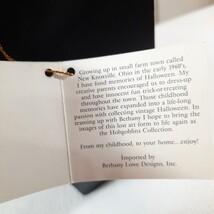 Growing up in small farm town called
New Knoxville, Ohio in the early 1960's,
I have fond memories of Halloween. My
creative parents encouraged us to dress-up
and have innocent fun trick-or-treating
throughout the town. Those childhood
memories have expanded into a life-long
passion with collecting vintage Halloween. In
teaming up with Bethany I hope to bring the
images of this lost art form to life again as
the Hobgoblins Collection.
From my childhood, to your home...enjoy!
Imported by
Bethany Lowe Designs, Inc.